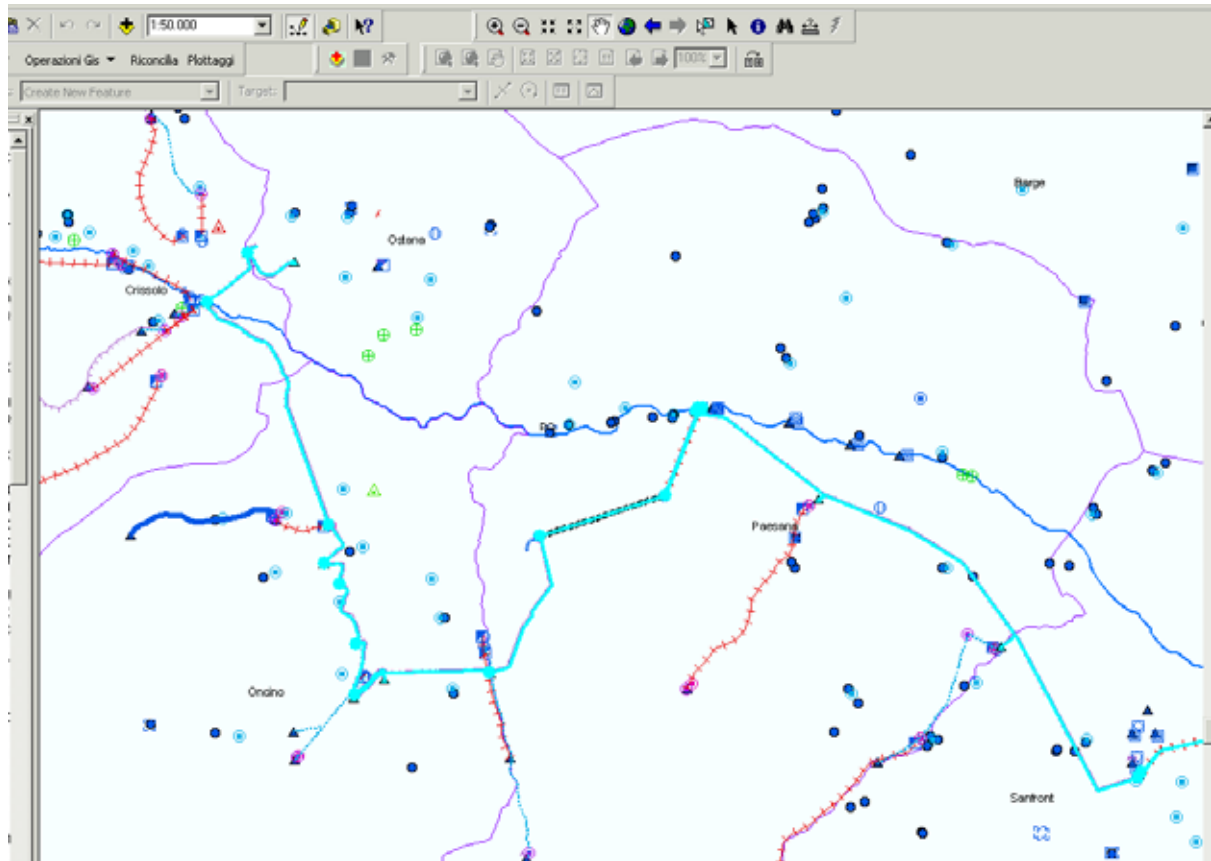 1:50.000
Operazioni Gis
Riconcilia Plottaggi
100%
Create New Feature
Target:
Barge
Ostana
Crissolo
Paesana
Oncino
Sanfront